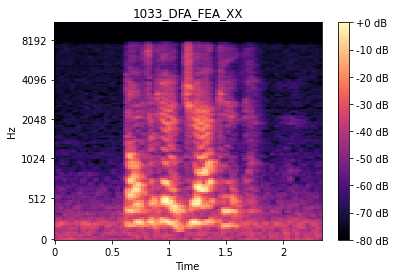 1033_DFA_FEA_XX
+0 dB
8192
-10 dB
4096
-20 dB
-30 dB
2048
Hz
-40 dB
1024
-50 dB
512
-60 dB
-70 dB
0
-80 dB
0 0.5 1 1.5 2
Time